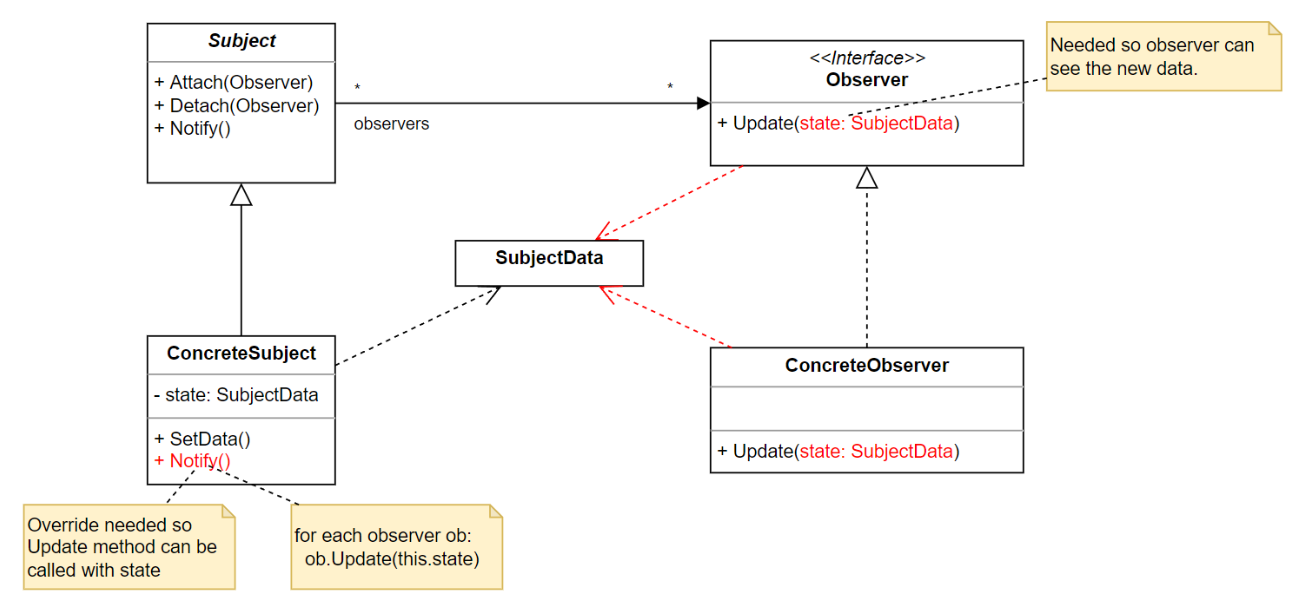 Subject
+ Attach(Observer)
+ Detach(Observer)
+ Notify()
*
*
observers
<<Interface>>
Observer
+ Update(state: SubjectData)
Needed so observer can
see the new data.
SubjectData
ConcreteSubject
- state: SubjectData
+ SetData()
+ Notify()
ConcreteObserver
+ Update(state: SubjectData)
Override needed so
Update method can be
called with state
for each observer ob:
ob.Update(this.state)